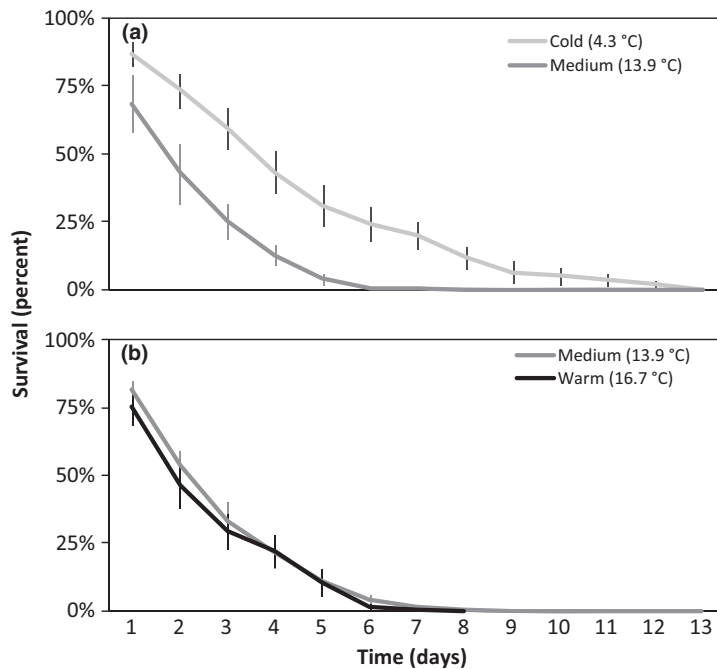 (a)
Cold (4.3 °C)
Medium (13.9 °C)
100%
75%
50%
25%
0%
Survival (percent)
(b)
Medium (13.9 °C)
Warm (16.7 °C)
100%
75%
50%
25%
0%
1 2 3 4 5 6 7 8 9 10 11 12 13
Time (days)